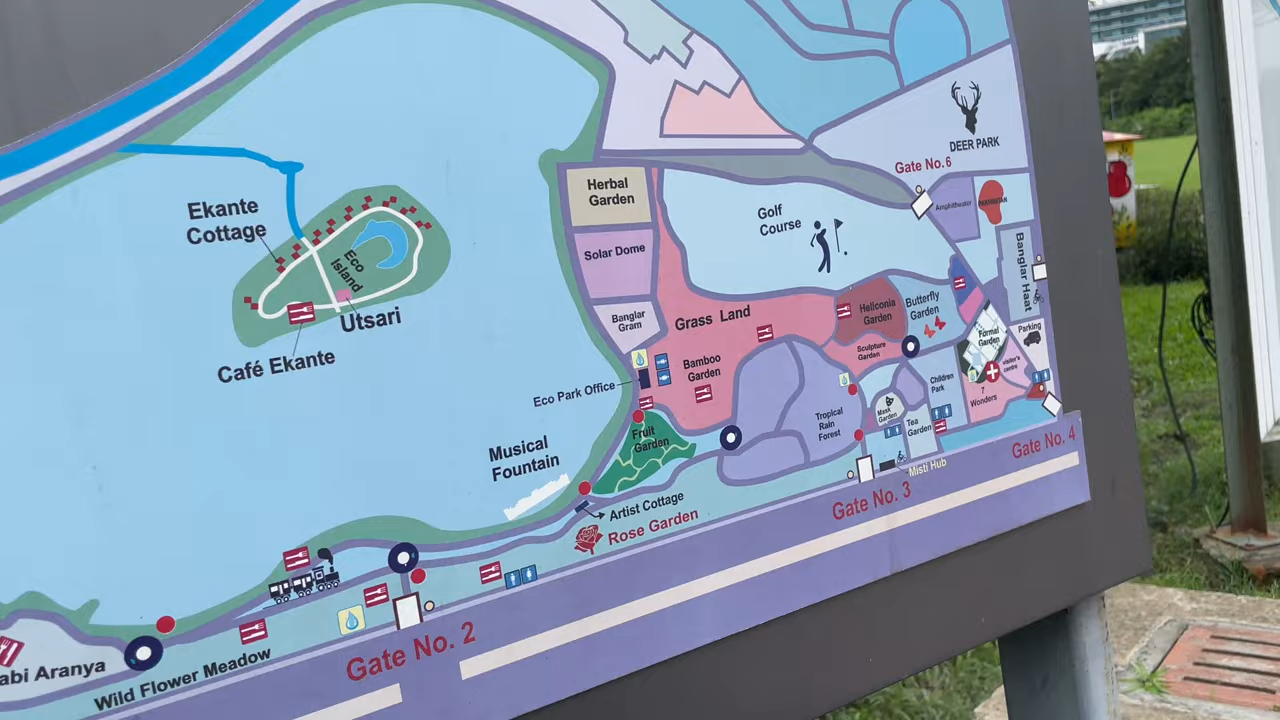 DEER PARK
Gate No. 6
Amphitheater
Herbal
Garden
Golf
Course
Ekante
Cottage
Solar Dome
Eco
Island
Banglar Haat
Utsari
Banglar
Gram
Grass Land
Heliconia
Garden
Butterfly
Garden
Formal
Garden
Parking
Café Ekante
Sculpture
Garden
visitor's
centre
Bamboo
Garden
Eco Park Office
Children
Park
7
Wonders
Mask
Garden
Tropical
Rain
Forest
Tea
Garden
Fruit
Garden
Musical
Fountain
Gate No. 4
Misti Hub
Artist Cottage
Gate No. 3
Rose Garden
Gate No. 2
abi Aranya
Wild Flower Meadow